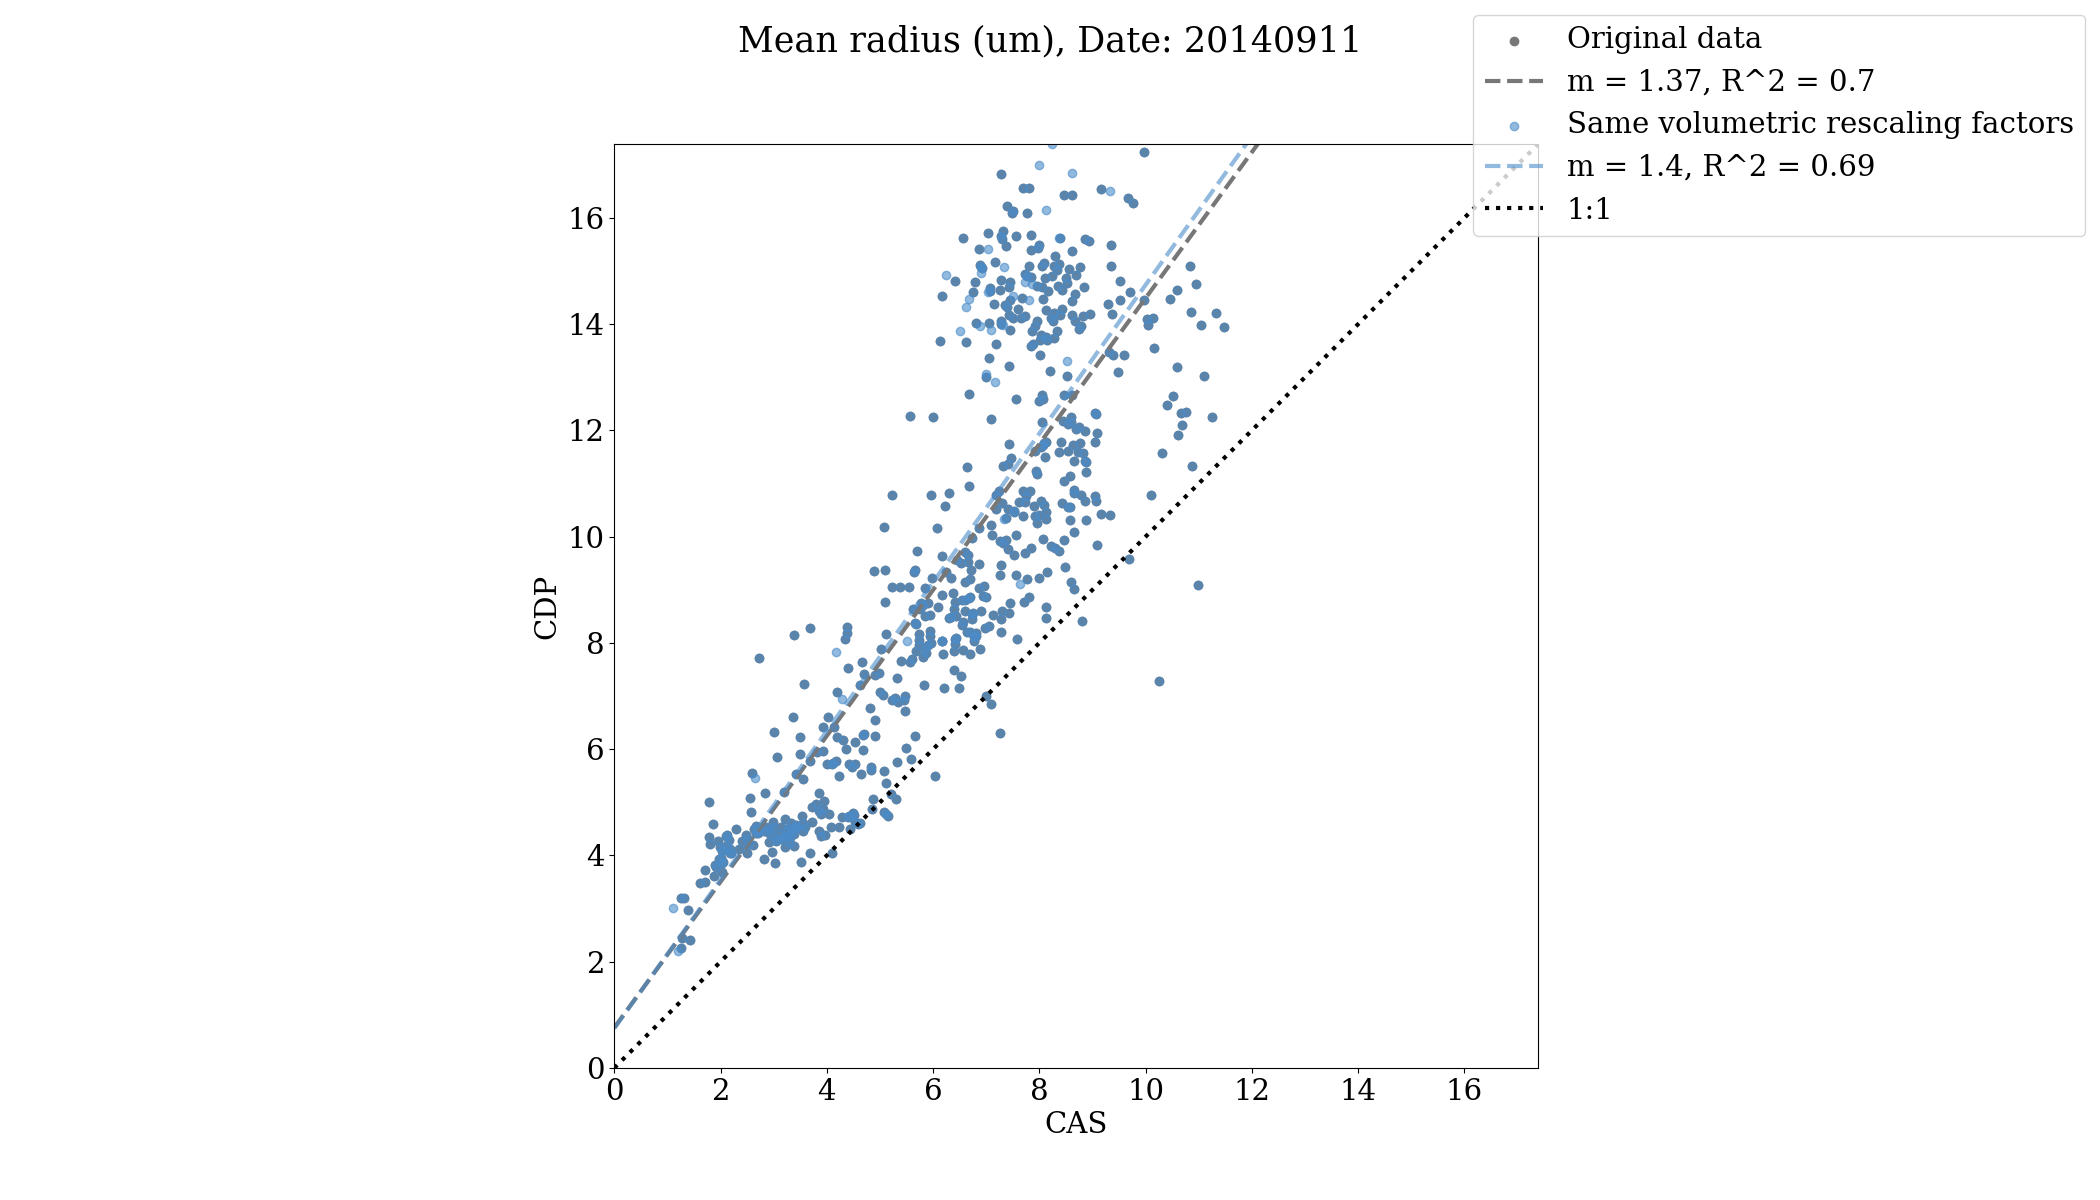 Mean radius (um), Date: 20140911
Original data
m = 1.37, R^2 = 0.7
Same volumetric rescaling factors
m = 1.4, R^2 = 0.69
1:1
16
14
12
10
8
6
4
2
0
CDP
0 2 4 6 8 10 12 14 16
CAS